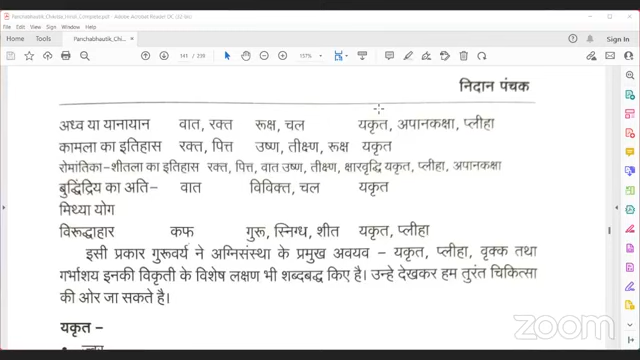 Panchabhautik_Chikitsa_Hindi_Complete.pdf - Adobe Acrobat Reader DC (32-bit)
File Edit View Sign Window Help
Home Tools Panchabhautik_Chi... × Sign In
141 / 239 157%
निदान पंचक
अध्व या यानायान वात, रक्त रूक्ष, चल यकृत, अपानकक्षा, प्लीहा
कामला का इतिहास रक्त, पित्त उष्ण, तीक्ष्ण, रूक्ष यकृत
रोमांतिका-शीतला का इतिहास रक्त, पित्त, वात उष्ण, तीक्ष्ण, क्षारवृद्धि यकृत, प्लीहा, अपानकक्षा
बुद्धिंद्रिय का अति- वात विविक्त, चल यकृत
मिथ्या योग
विरूद्धाहार कफ गुरू, स्निग्ध, शीत यकृत, प्लीहा
इसी प्रकार गुरूवर्य ने अग्निसंस्था के प्रमुख अवयव - यकृत, प्लीहा, वृक्क तथा
गर्भाशय इनकी विकृती के विशेष लक्षण भी शब्दबद्ध किए है। उन्हे देखकर हम तुरंत चिकित्सा
की ओर जा सकते है।
zoom
यकृत -